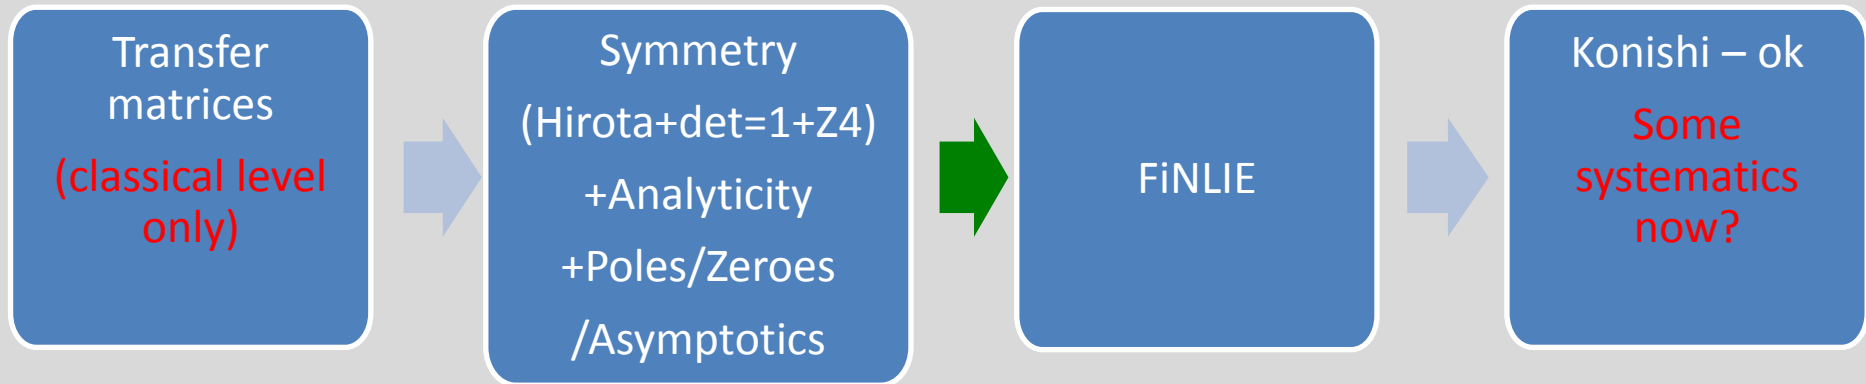 Transfer
matrices
(classical level
only)
Symmetry
(Hirota+det=1+Z4)
+Analyticity
+Poles/Zeroes
/Asymptotics
FiNLIE
Konishi – ok
Some
systematics
now?